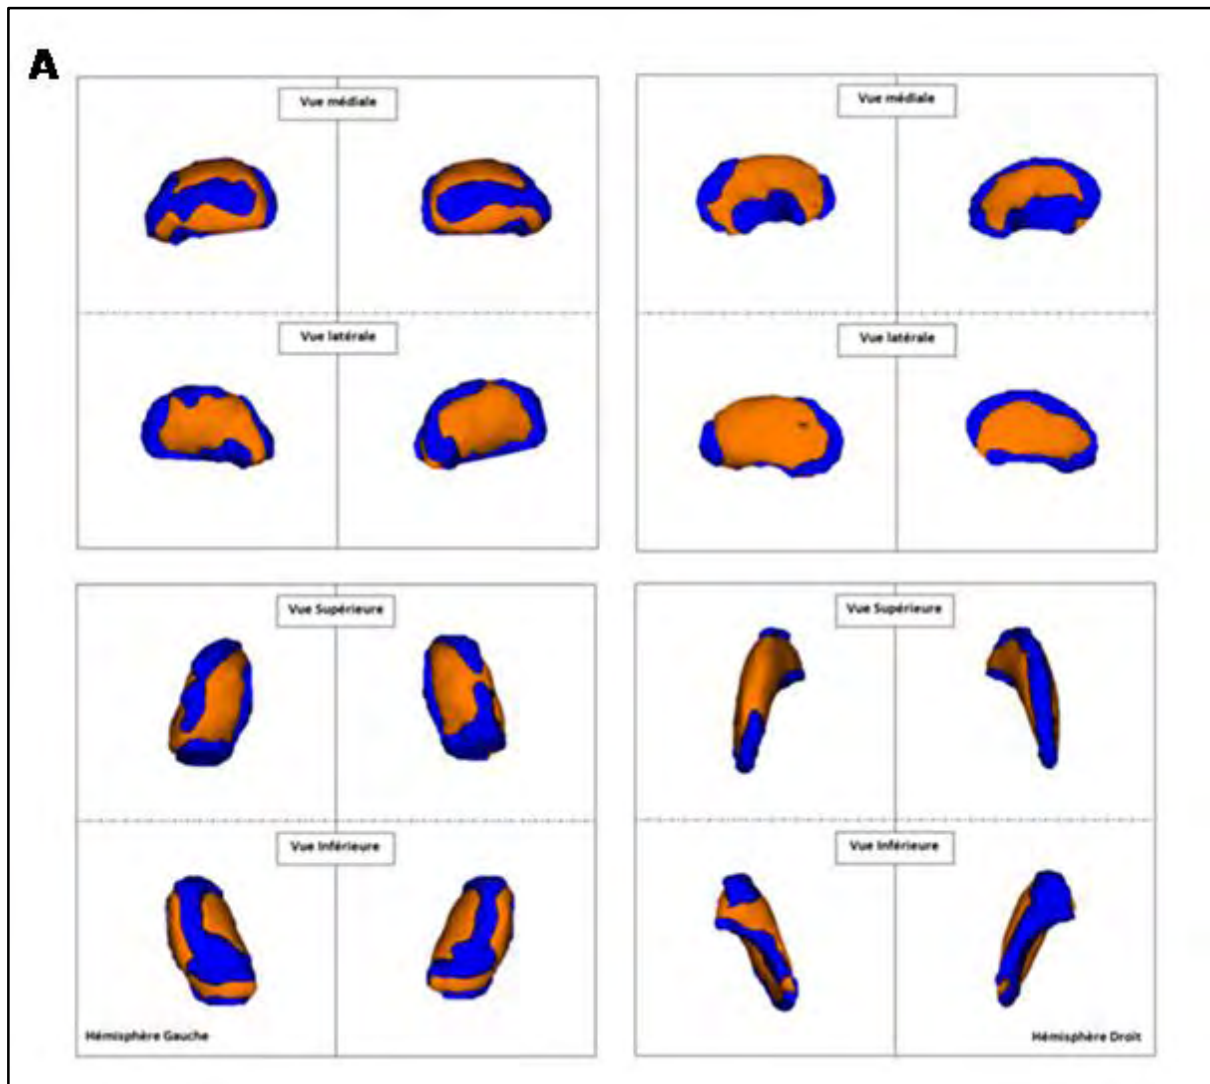 A
Vue médiale
Vue médiale
Vue latérale
Vue latérale
Vue Supérieure
Vue Supérieure
Vue Inférieure
Vue Inférieure
Hémisphère Gauche
Hémisphère Droit